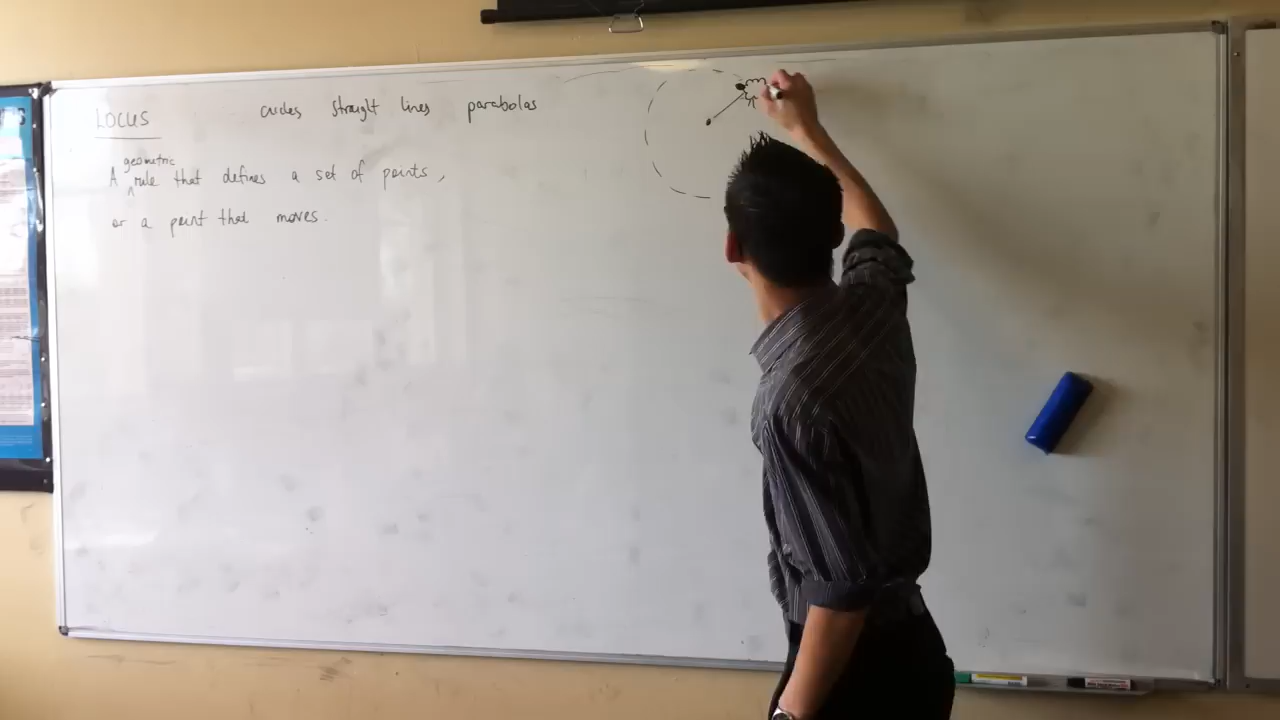 LOCUS
circles straight lines parabolas
geometric
A ^ rule that defines a set of points,
or a point that moves.